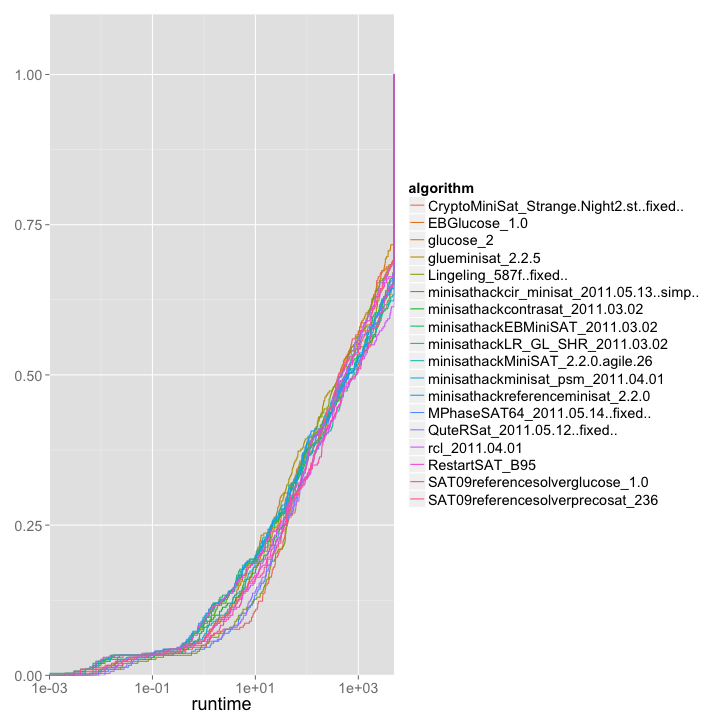 1.00
0.75
0.50
0.25
0.00
1e-03 1e-01 1e+01 1e+03
runtime
algorithm
CryptoMiniSat_Strange.Night2.st..fixed..
EBGlucose_1.0
glucose_2
glueminisat_2.2.5
Lingeling_587f..fixed..
minisathackcir_minisat_2011.05.13..simp..
minisathackcontrasat_2011.03.02
minisathackEBMiniSAT_2011.03.02
minisathackLR_GL_SHR_2011.03.02
minisathackMiniSAT_2.2.0.agile.26
minisathackminisat_psm_2011.04.01
minisathackreferenceminisat_2.2.0
MPhaseSAT64_2011.05.14..fixed..
QuteRSat_2011.05.12..fixed..
rcl_2011.04.01
RestartSAT_B95
SAT09referencesolverglucose_1.0
SAT09referencesolverprecosat_236